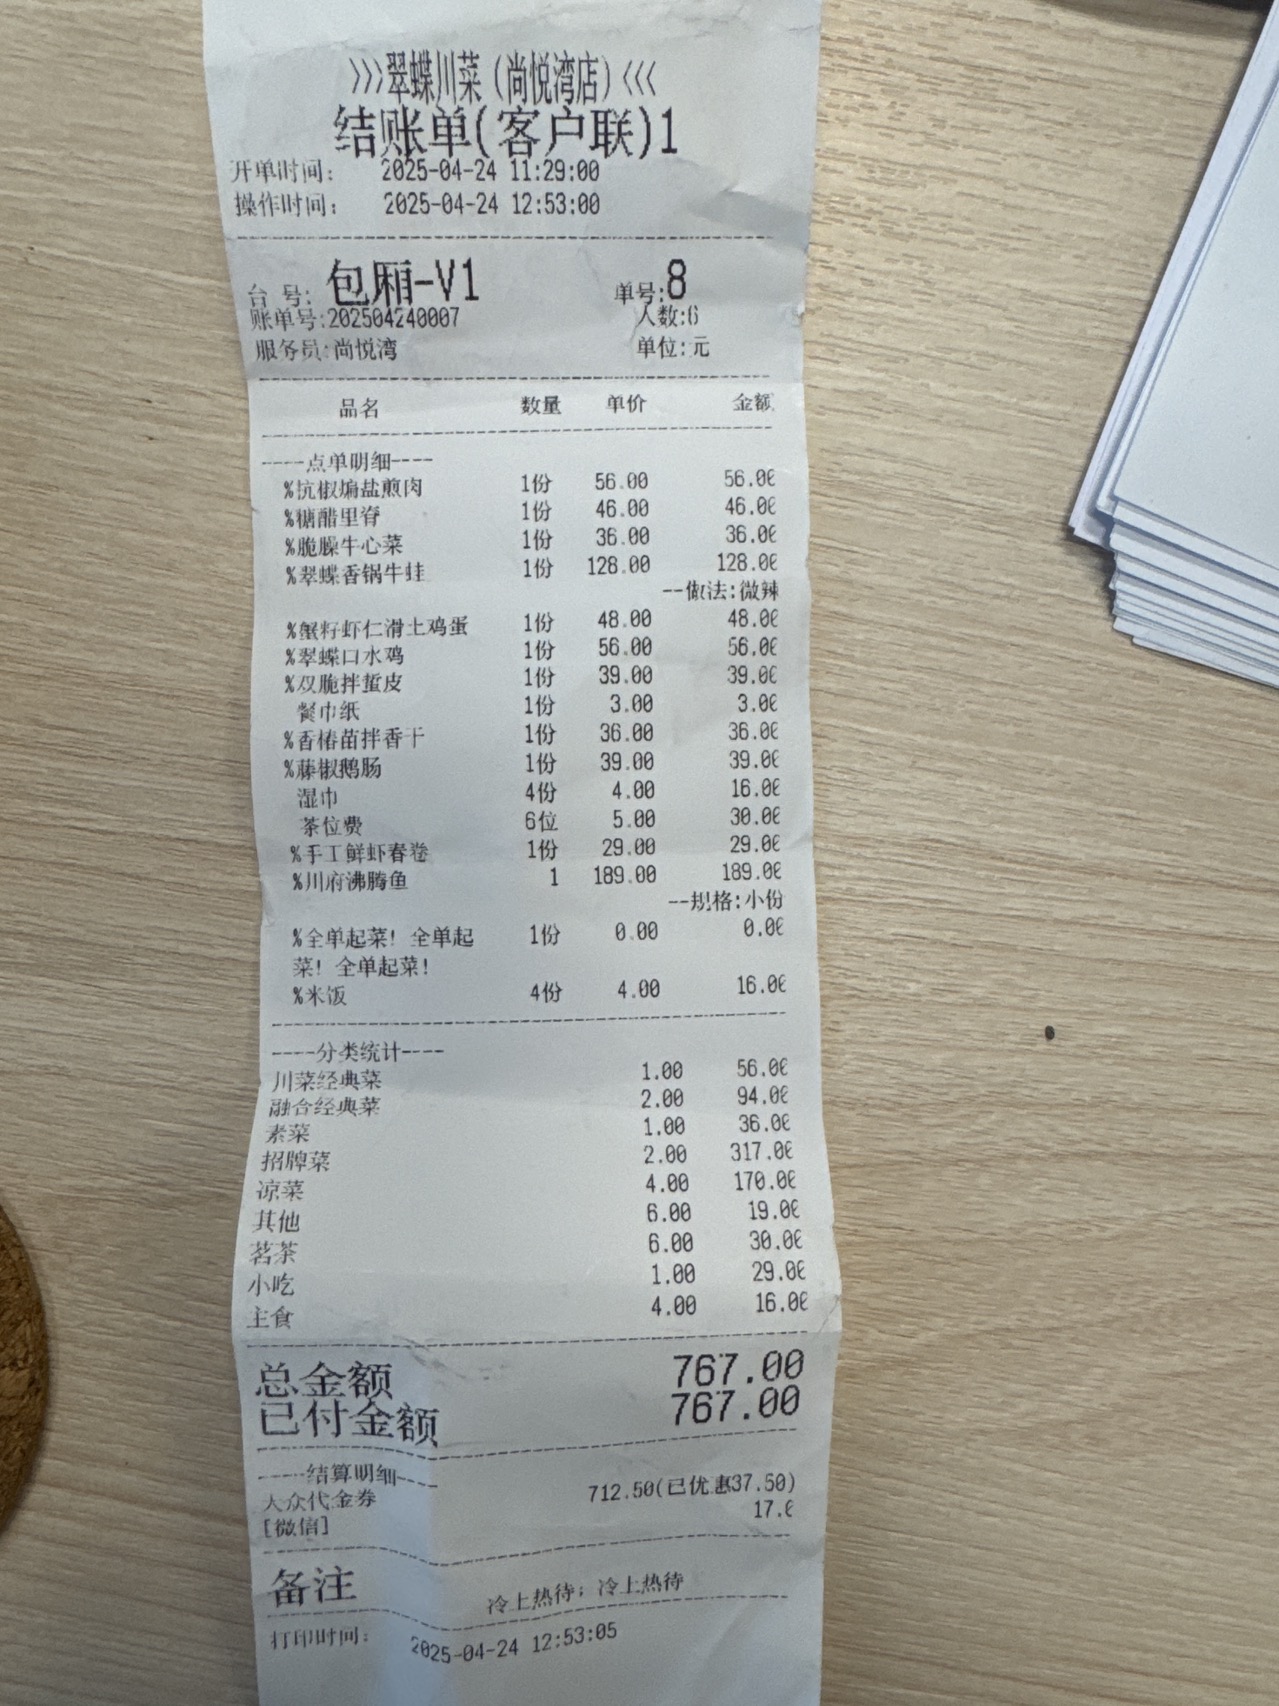 >>>翠蝶川菜(尚悦湾店)<<<
结账单(客户联)1
开单时间: 2025-04-24 11:29:00
操作时间: 2025-04-24 12:53:00
台 号: 包厢-V1 单号:8
账单号:202504240007 人数:6
服务员:尚悦湾 单位:元
品名 数量 单价 金额
----点单明细----
%抗椒煸盐煎肉 1份 56.00 56.00
%糖醋里脊 1份 46.00 46.00
%脆臊牛心菜 1份 36.00 36.00
%翠蝶香锅牛蛙 1份 128.00 128.00
--做法:微辣
%蟹籽虾仁滑土鸡蛋 1份 48.00 48.00
%翠蝶口水鸡 1份 56.00 56.00
%双脆拌蜇皮 1份 39.00 39.00
餐巾纸 1份 3.00 3.00
%香椿苗拌香干 1份 36.00 36.00
%藤椒鹅肠 1份 39.00 39.00
湿巾 4份 4.00 16.00
茶位费 6位 5.00 30.00
%手工鲜虾春卷 1份 29.00 29.00
%川府沸腾鱼 1 189.00 189.00
--规格:小份
%全单起菜! 全单起 1份 0.00 0.00
菜! 全单起菜!
%米饭 4份 4.00 16.00
----分类统计----
川菜经典菜 1.00 56.00
融合经典菜 2.00 94.00
素菜 1.00 36.00
招牌菜 2.00 317.00
凉菜 4.00 170.00
其他 6.00 19.00
茗茶 6.00 30.00
小吃 1.00 29.00
主食 4.00 16.00
总金额 767.00
已付金额 767.00
----结算明细----
大众代金券 712.50(已优惠37.50)
[微信] 17.0
备注 冷上热待; 冷上热待
打印时间: 2025-04-24 12:53:05